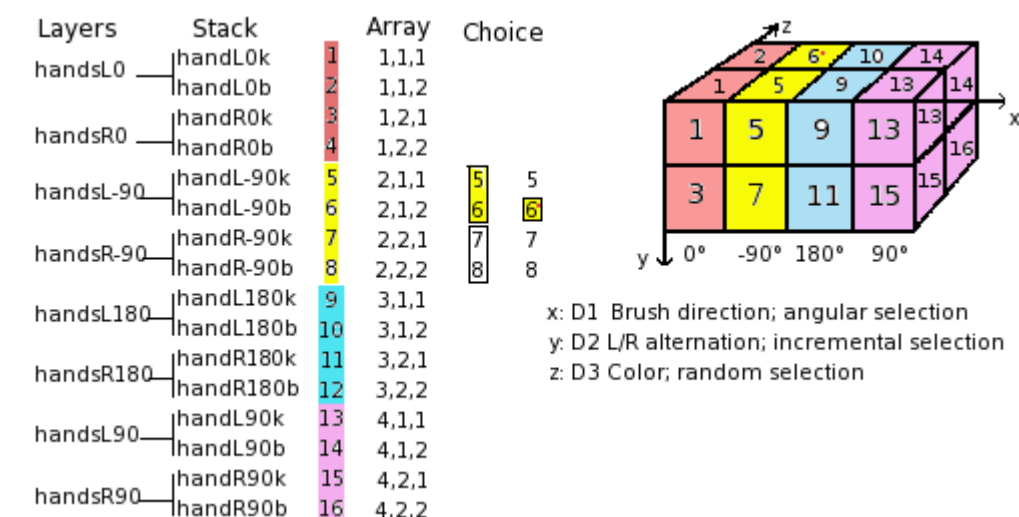 Layers Stack Array Choice
handsL0 handL0k 1 1,1,1
handL0b 2 1,1,2
handsR0 handR0k 3 1,2,1
handR0b 4 1,2,2
handsL-90 handL-90k 5 2,1,1 5 5
handL-90b 6 2,1,2 6 6
handsR-90 handR-90k 7 2,2,1 7 7
handR-90b 8 2,2,2 8 8
handsL180 handL180k 9 3,1,1
handL180b 10 3,1,2
handsR180 handR180k 11 3,2,1
handR180b 12 3,2,2
handsL90 handL90k 13 4,1,1
handL90b 14 4,1,2
handsR90 handR90k 15 4,2,1
handR90b 16 4,2,2
z
2 6 10 14
1 5 9 13 14
x
1 5 9 13 13
16
3 7 11 15 15
y 0° -90° 180° 90°
x: D1 Brush direction; angular selection
y: D2 L/R alternation; incremental selection
z: D3 Color; random selection